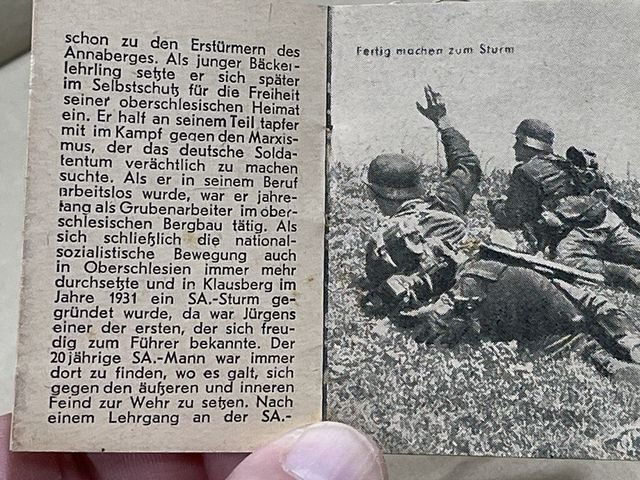 schon zu den Erstürmern des
Annaberges. Als junger Bäcker-
lehrling setzte er sich später
im Selbstschutz für die Freiheit
seiner oberschlesischen Heimat
ein. Er half an seinem Teil tapfer
mit im Kampf gegen den Marxis-
mus, der das deutsche Solda-
tentum verächtlich zu machen
suchte. Als er in seinem Beruf
arbeitslos wurde, war er jahre-
lang als Grubenarbeiter im ober-
schlesischen Bergbau tätig. Als
sich schließlich die national-
sozialistische Bewegung auch
in Oberschlesien immer mehr
durchsetzte und in Klausberg im
Jahre 1931 ein SA.-Sturm ge-
gründet wurde, da war Jürgens
einer der ersten, der sich freu-
dig zum Führer bekannte. Der
20jährige SA.-Mann war immer
dort zu finden, wo es galt, sich
gegen den äußeren und inneren
Feind zur Wehr zu setzen. Nach
einem Lehrgang an der SA.-
Fertig machen zum Sturm